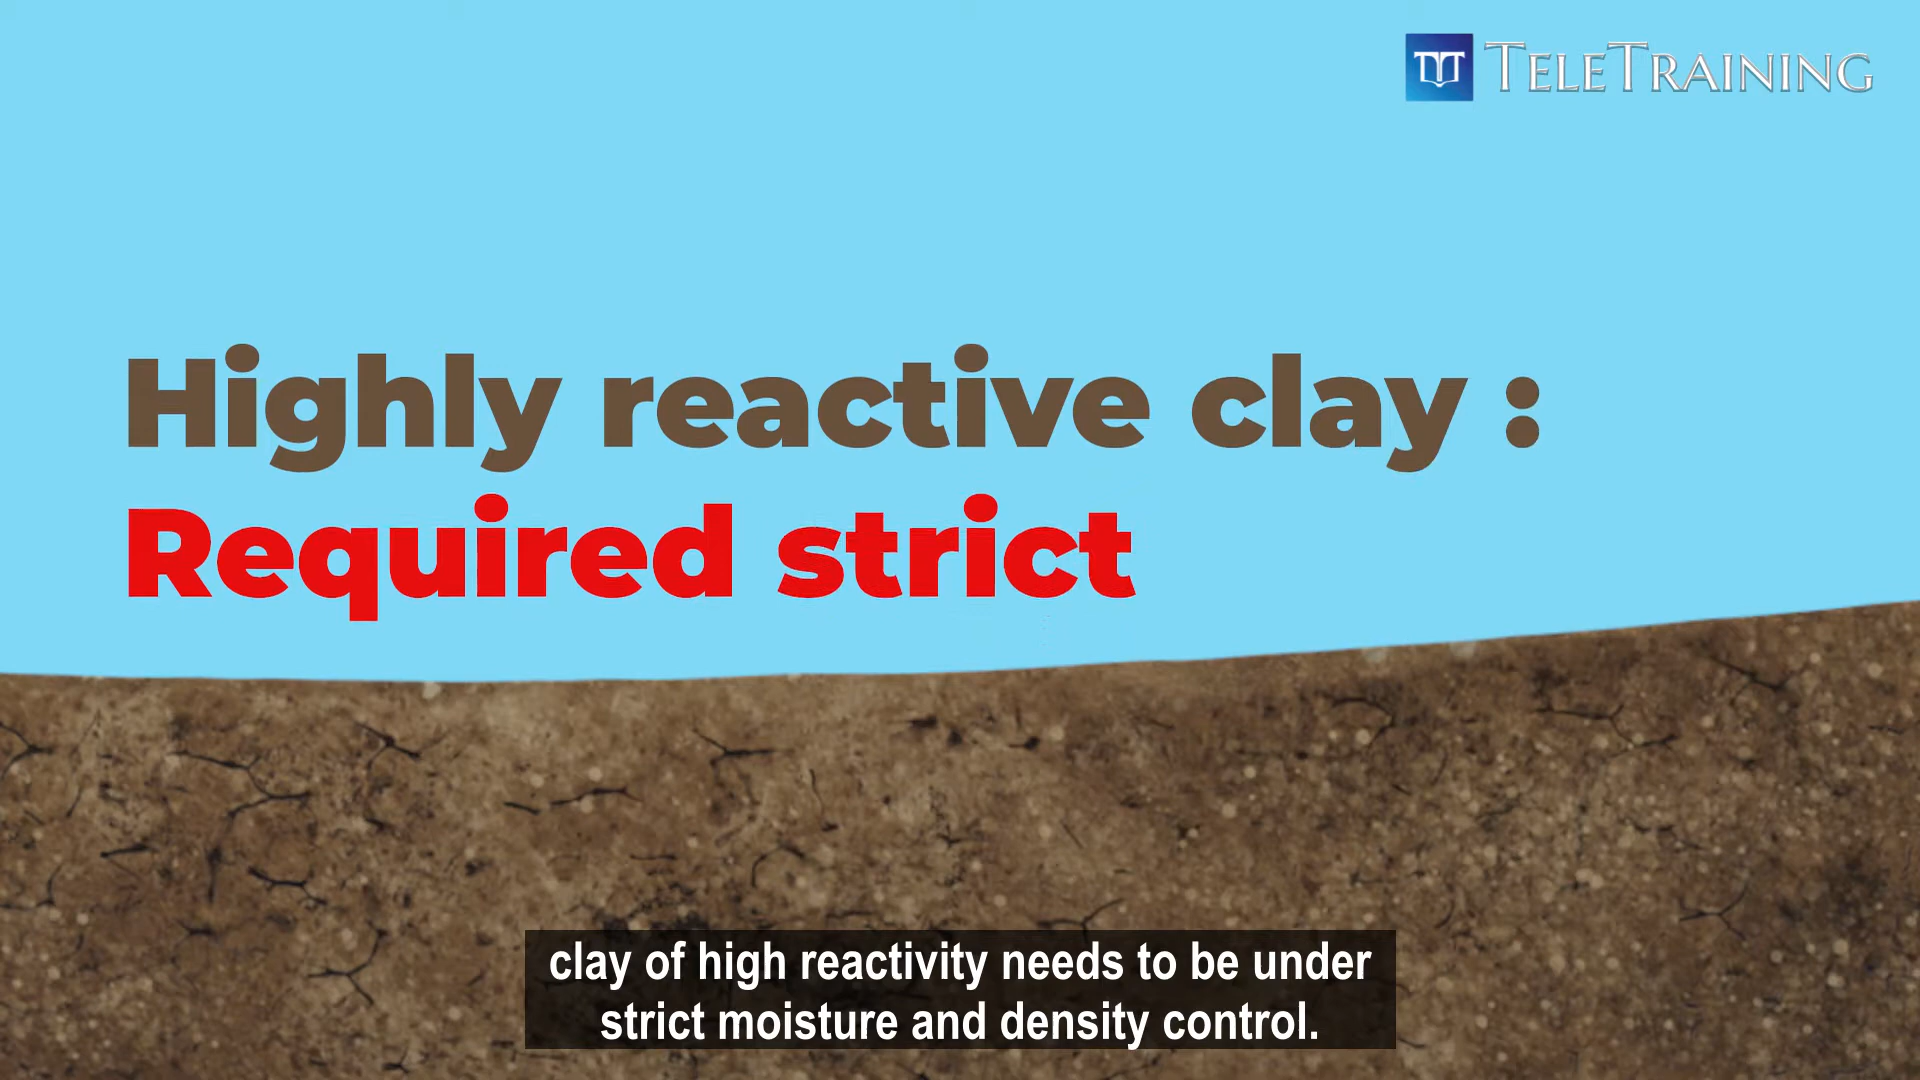 TELETRAINING
Highly reactive clay :
Required strict
clay of high reactivity needs to be under
strict moisture and density control.